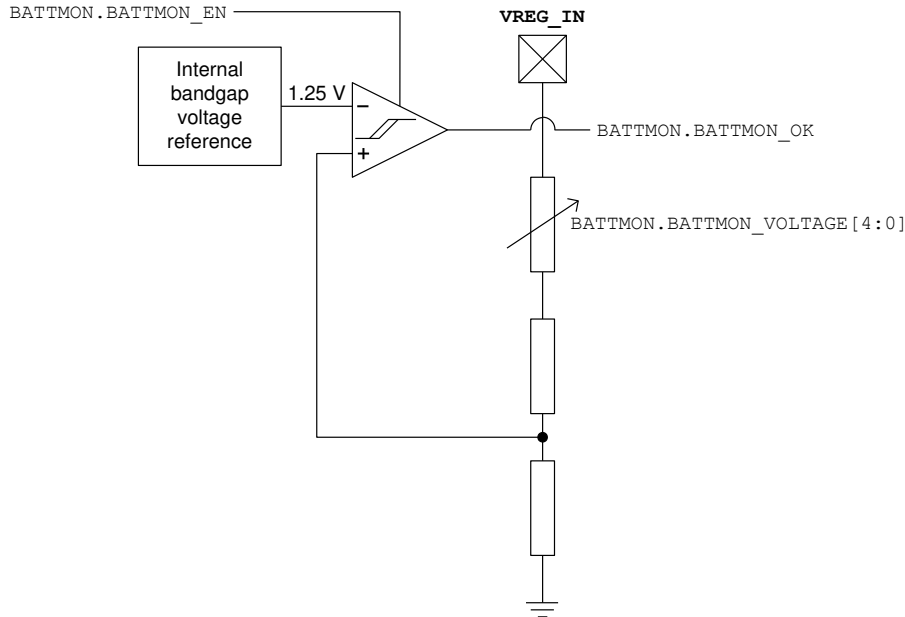 BATTMON.BATTMON_EN
VREG_IN
Internal
bandgap
voltage
reference
1.25 V
−
+
BATTMON.BATTMON_OK
BATTMON.BATTMON_VOLTAGE[4:0]